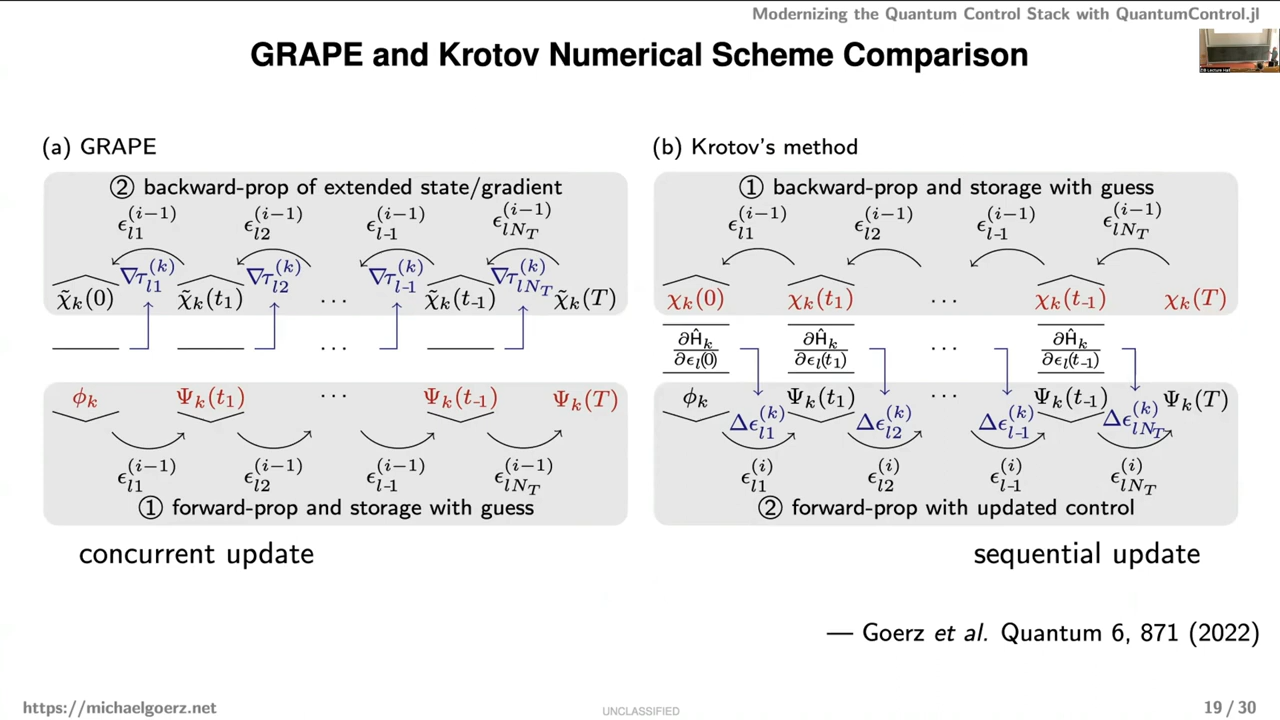 Modernizing the Quantum Control Stack with QuantumControl.jl
GRAPE and Krotov Numerical Scheme Comparison
(a) GRAPE
② backward-prop of extended state/gradient
ϵ_{l1}^{(i−1)} ϵ_{l2}^{(i−1)} ϵ_{l-1}^{(i−1)} ϵ_{lN_T}^{(i−1)}
∇τ_{l1}^{(k)} ∇τ_{l2}^{(k)} ∇τ_{l-1}^{(k)} ∇τ_{lN_T}^{(k)}
χ̃_k(0) χ̃_k(t_1) ... χ̃_k(t_{-1}) χ̃_k(T)
...
ϕ_k Ψ_k(t_1) ... Ψ_k(t_{-1}) Ψ_k(T)
ϵ_{l1}^{(i−1)} ϵ_{l2}^{(i−1)} ϵ_{l-1}^{(i−1)} ϵ_{lN_T}^{(i−1)}
① forward-prop and storage with guess
concurrent update
(b) Krotov's method
① backward-prop and storage with guess
ϵ_{l1}^{(i−1)} ϵ_{l2}^{(i−1)} ϵ_{l-1}^{(i−1)} ϵ_{lN_T}^{(i−1)}
χ_k(0) χ_k(t_1) ... χ_k(t_{-1}) χ_k(T)
∂Ĥ_k ∂Ĥ_k ... ∂Ĥ_k
∂ϵ_l(0) ∂ϵ_l(t_1) ∂ϵ_l(t_{-1})
ϕ_k Ψ_k(t_1) ... Ψ_k(t_{-1}) Ψ_k(T)
Δϵ_{l1}^{(k)} Δϵ_{l2}^{(k)} Δϵ_{l-1}^{(k)} Δϵ_{lN_T}^{(k)}
ϵ_{l1}^{(i)} ϵ_{l2}^{(i)} ϵ_{l-1}^{(i)} ϵ_{lN_T}^{(i)}
② forward-prop with updated control
sequential update
— Goerz et al. Quantum 6, 871 (2022)
https://michaelgoerz.net
UNCLASSIFIED
19 / 30